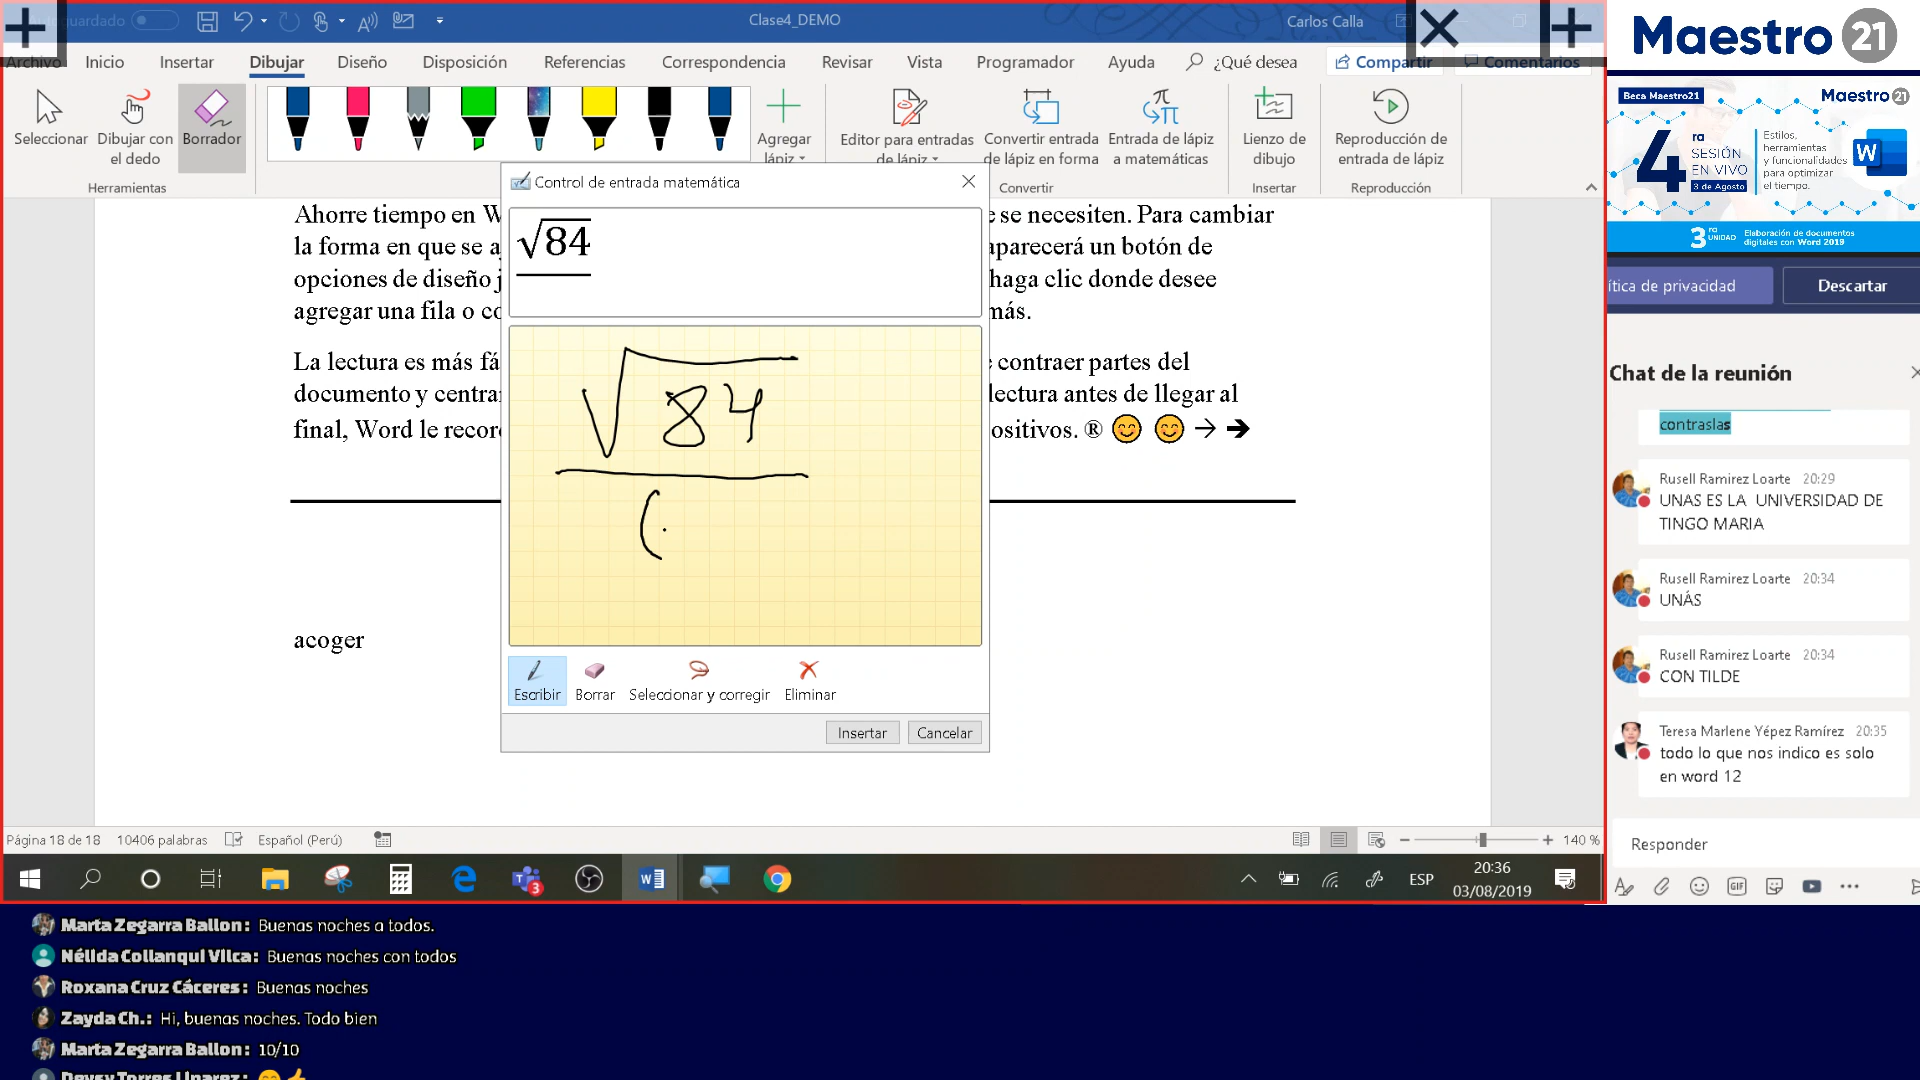 Autoguardado
Clase4_DEMO
Carlos Calla
Archivo Inicio Insertar Dibujar Diseño Disposición Referencias Correspondencia Revisar Vista Programador Ayuda ¿Qué desea Compartir Comentarios
Seleccionar
Dibujar con el dedo
Borrador
Herramientas
Agregar lápiz
Editor para entradas de lápiz
Convertir entrada de lápiz en forma
Entrada de lápiz a matemáticas
Convertir
Lienzo de dibujo
Insertar
Reproducción de entrada de lápiz
Reproducción
Ahorre tiempo en W e se necesiten. Para cambiar
la forma en que se a aparecerá un botón de
opciones de diseño j haga clic donde desee
agregar una fila o co más.
La lectura es más fá e contraer partes del
documento y centra lectura antes de llegar al
final, Word le recor ositivos. ® 😊 😊 → ➔
acoger
Control de entrada matemática
√84
√84
(
Escribir Borrar Seleccionar y corregir Eliminar
Insertar Cancelar
Página 18 de 18 10406 palabras Español (Perú) 140 %
3
ESP
20:36
03/08/2019
Maestro 21
Beca Maestro21
Maestro 21
4ra
SESIÓN
EN VIVO
3 de Agosto
Estilos,
herramientas
y funcionalidades
para optimizar
el tiempo.
W
3ra UNIDAD
Elaboración de documentos
digitales con Word 2019
ítica de privacidad Descartar
Chat de la reunión
contraslas
Rusell Ramirez Loarte 20:29
UNAS ES LA UNIVERSIDAD DE
TINGO MARIA
Rusell Ramirez Loarte 20:34
UNÁS
Rusell Ramirez Loarte 20:34
CON TILDE
Teresa Marlene Yépez Ramírez 20:35
todo lo que nos indico es solo
en word 12
Responder
GIF
Marta Zegarra Ballon: Buenas noches a todos.
Nélida Collanqui Vilca: Buenas noches con todos
Roxana Cruz Cáceres: Buenas noches
Zayda Ch.: Hi, buenas noches. Todo bien
Marta Zegarra Ballon: 10/10
Deysy Torres Linarez: 😊👍